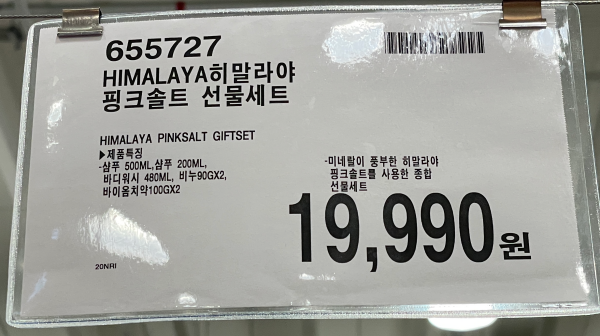 655727
HIMALAYA히말라야
핑크솔트 선물세트
HIMALAYA PINKSALT GIFTSET
▶제품특징
-샴푸 500ML,샴푸 200ML,
바디워시 480ML, 비누90GX2,
바이옴치약100GX2
-미네랄이 풍부한 히말라야
핑크솔트를 사용한 종합
선물세트
19,990원
20NRI